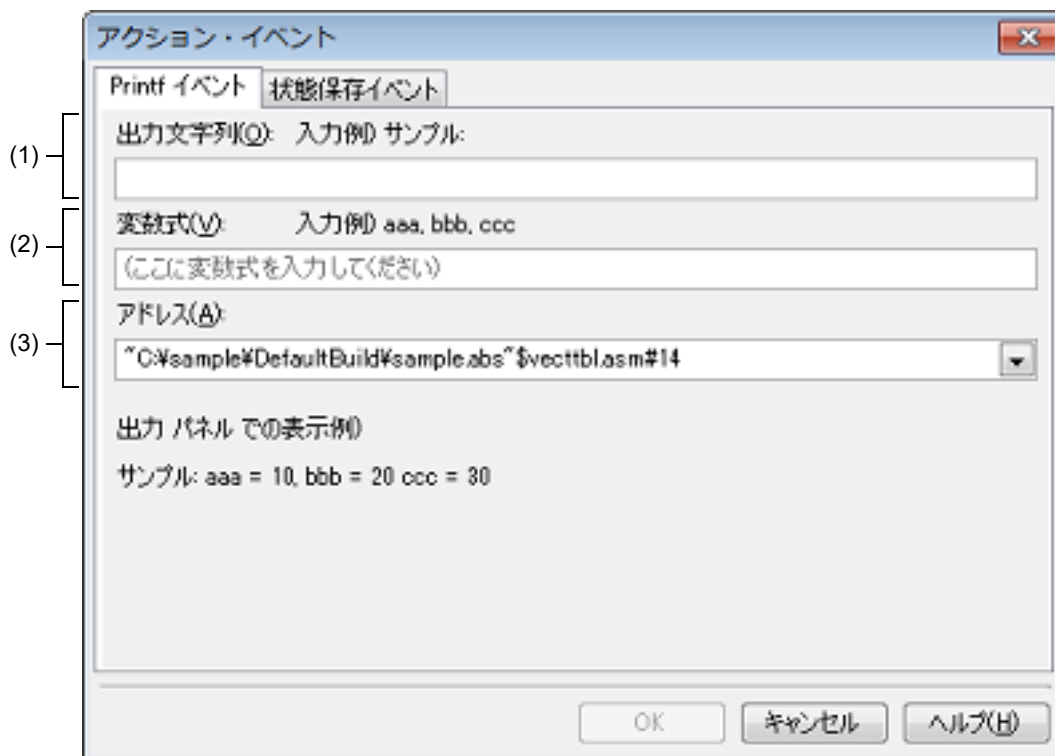 アクション・イベント
Printf イベント 状態保存イベント
(1)
出力文字列(O): 入力例) サンプル:
(2)
変数式(V): 入力例) aaa, bbb, ccc
(ここに変数式を入力してください)
(3)
アドレス(A):
~C:¥sample¥DefaultBuild¥sample.abs~$vecttbl.asm#14
出力 パネル での表示例)
サンプル: aaa = 10, bbb = 20 ccc = 30
OK キャンセル ヘルプ(H)